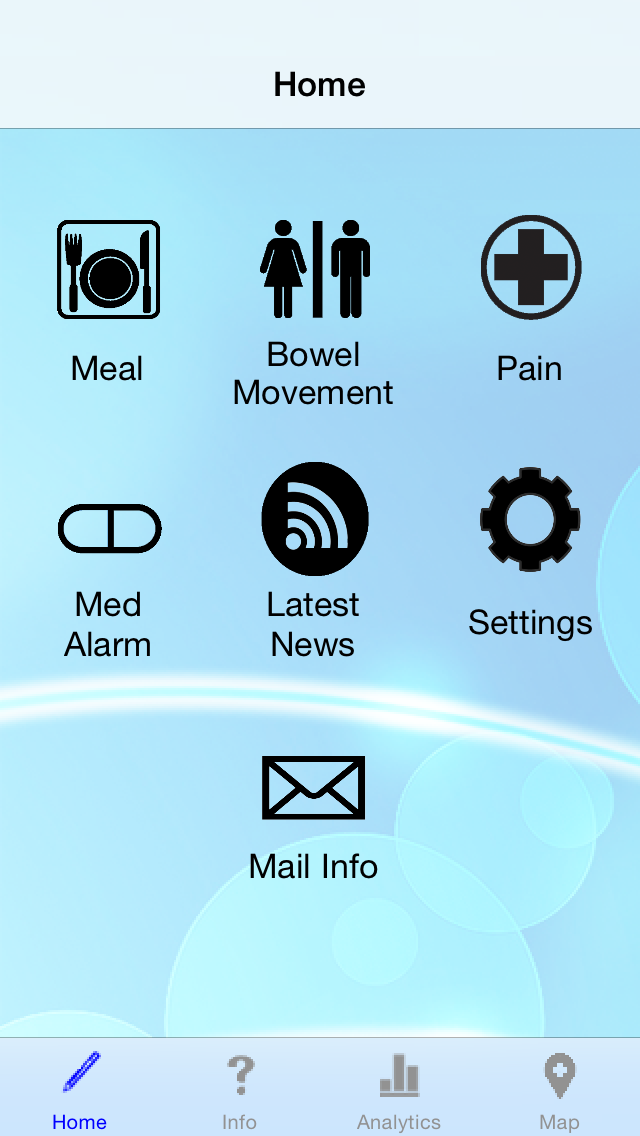 Home
Meal
Bowel
Movement
Pain
Med
Alarm
Latest
News
Settings
Mail Info
Home
Info
Analytics
Map